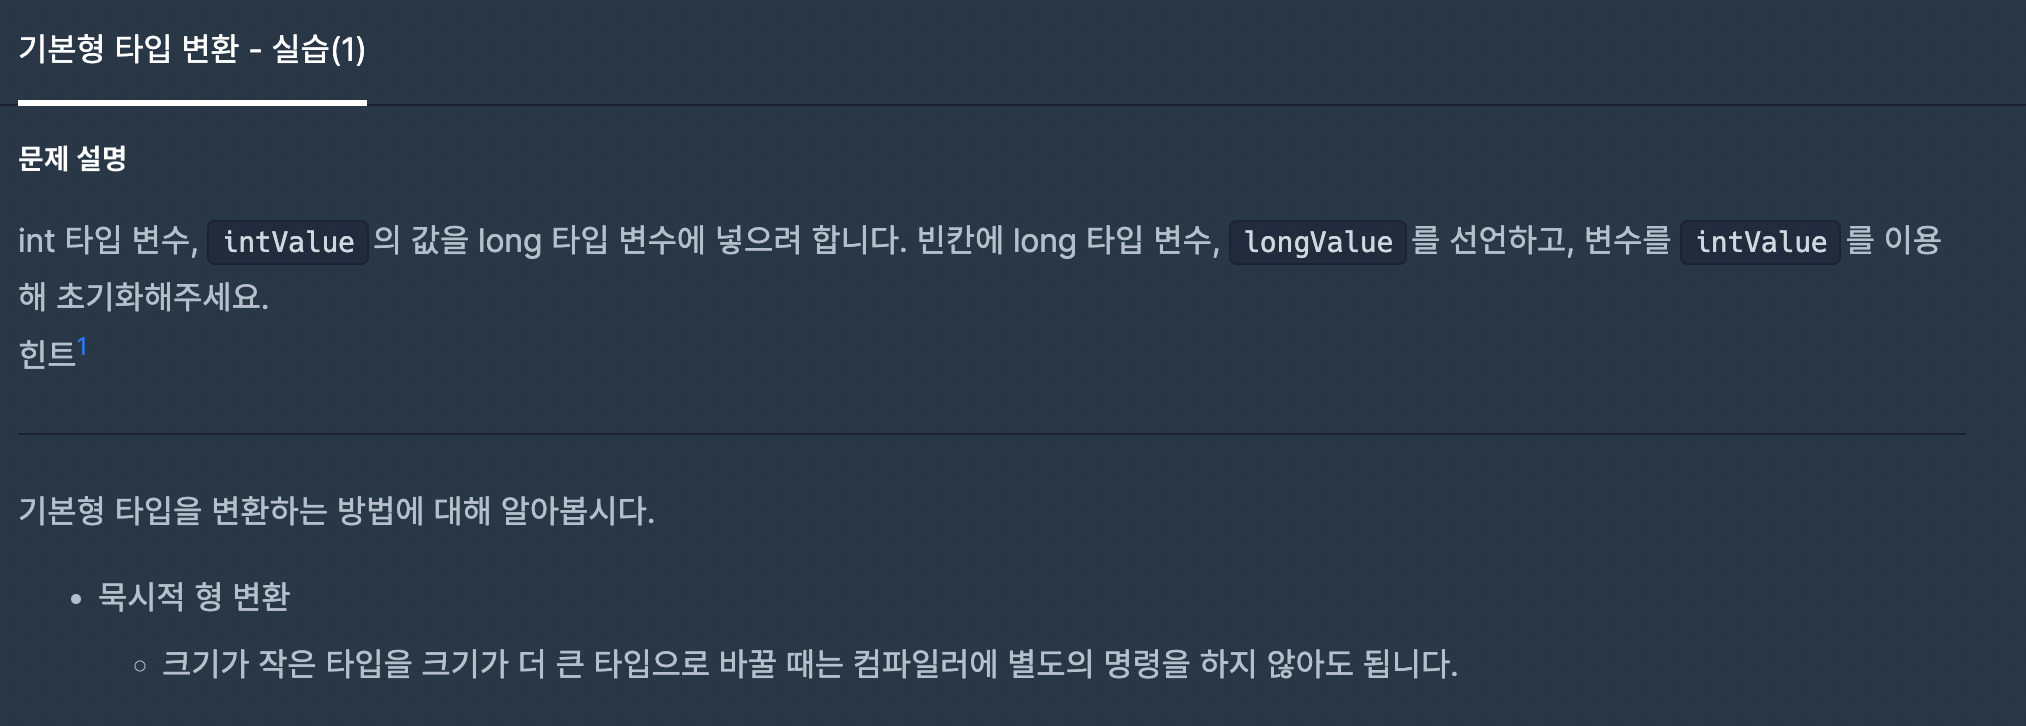 기본형 타입 변환 - 실습(1)
문제 설명
int 타입 변수, intValue 의 값을 long 타입 변수에 넣으려 합니다. 빈칸에 long 타입 변수, longValue 를 선언하고, 변수를 intValue 를 이용
해 초기화해주세요.
힌트1
기본형 타입을 변환하는 방법에 대해 알아봅시다.
• 묵시적 형 변환
◦ 크기가 작은 타입을 크기가 더 큰 타입으로 바꿀 때는 컴파일러에 별도의 명령을 하지 않아도 됩니다.